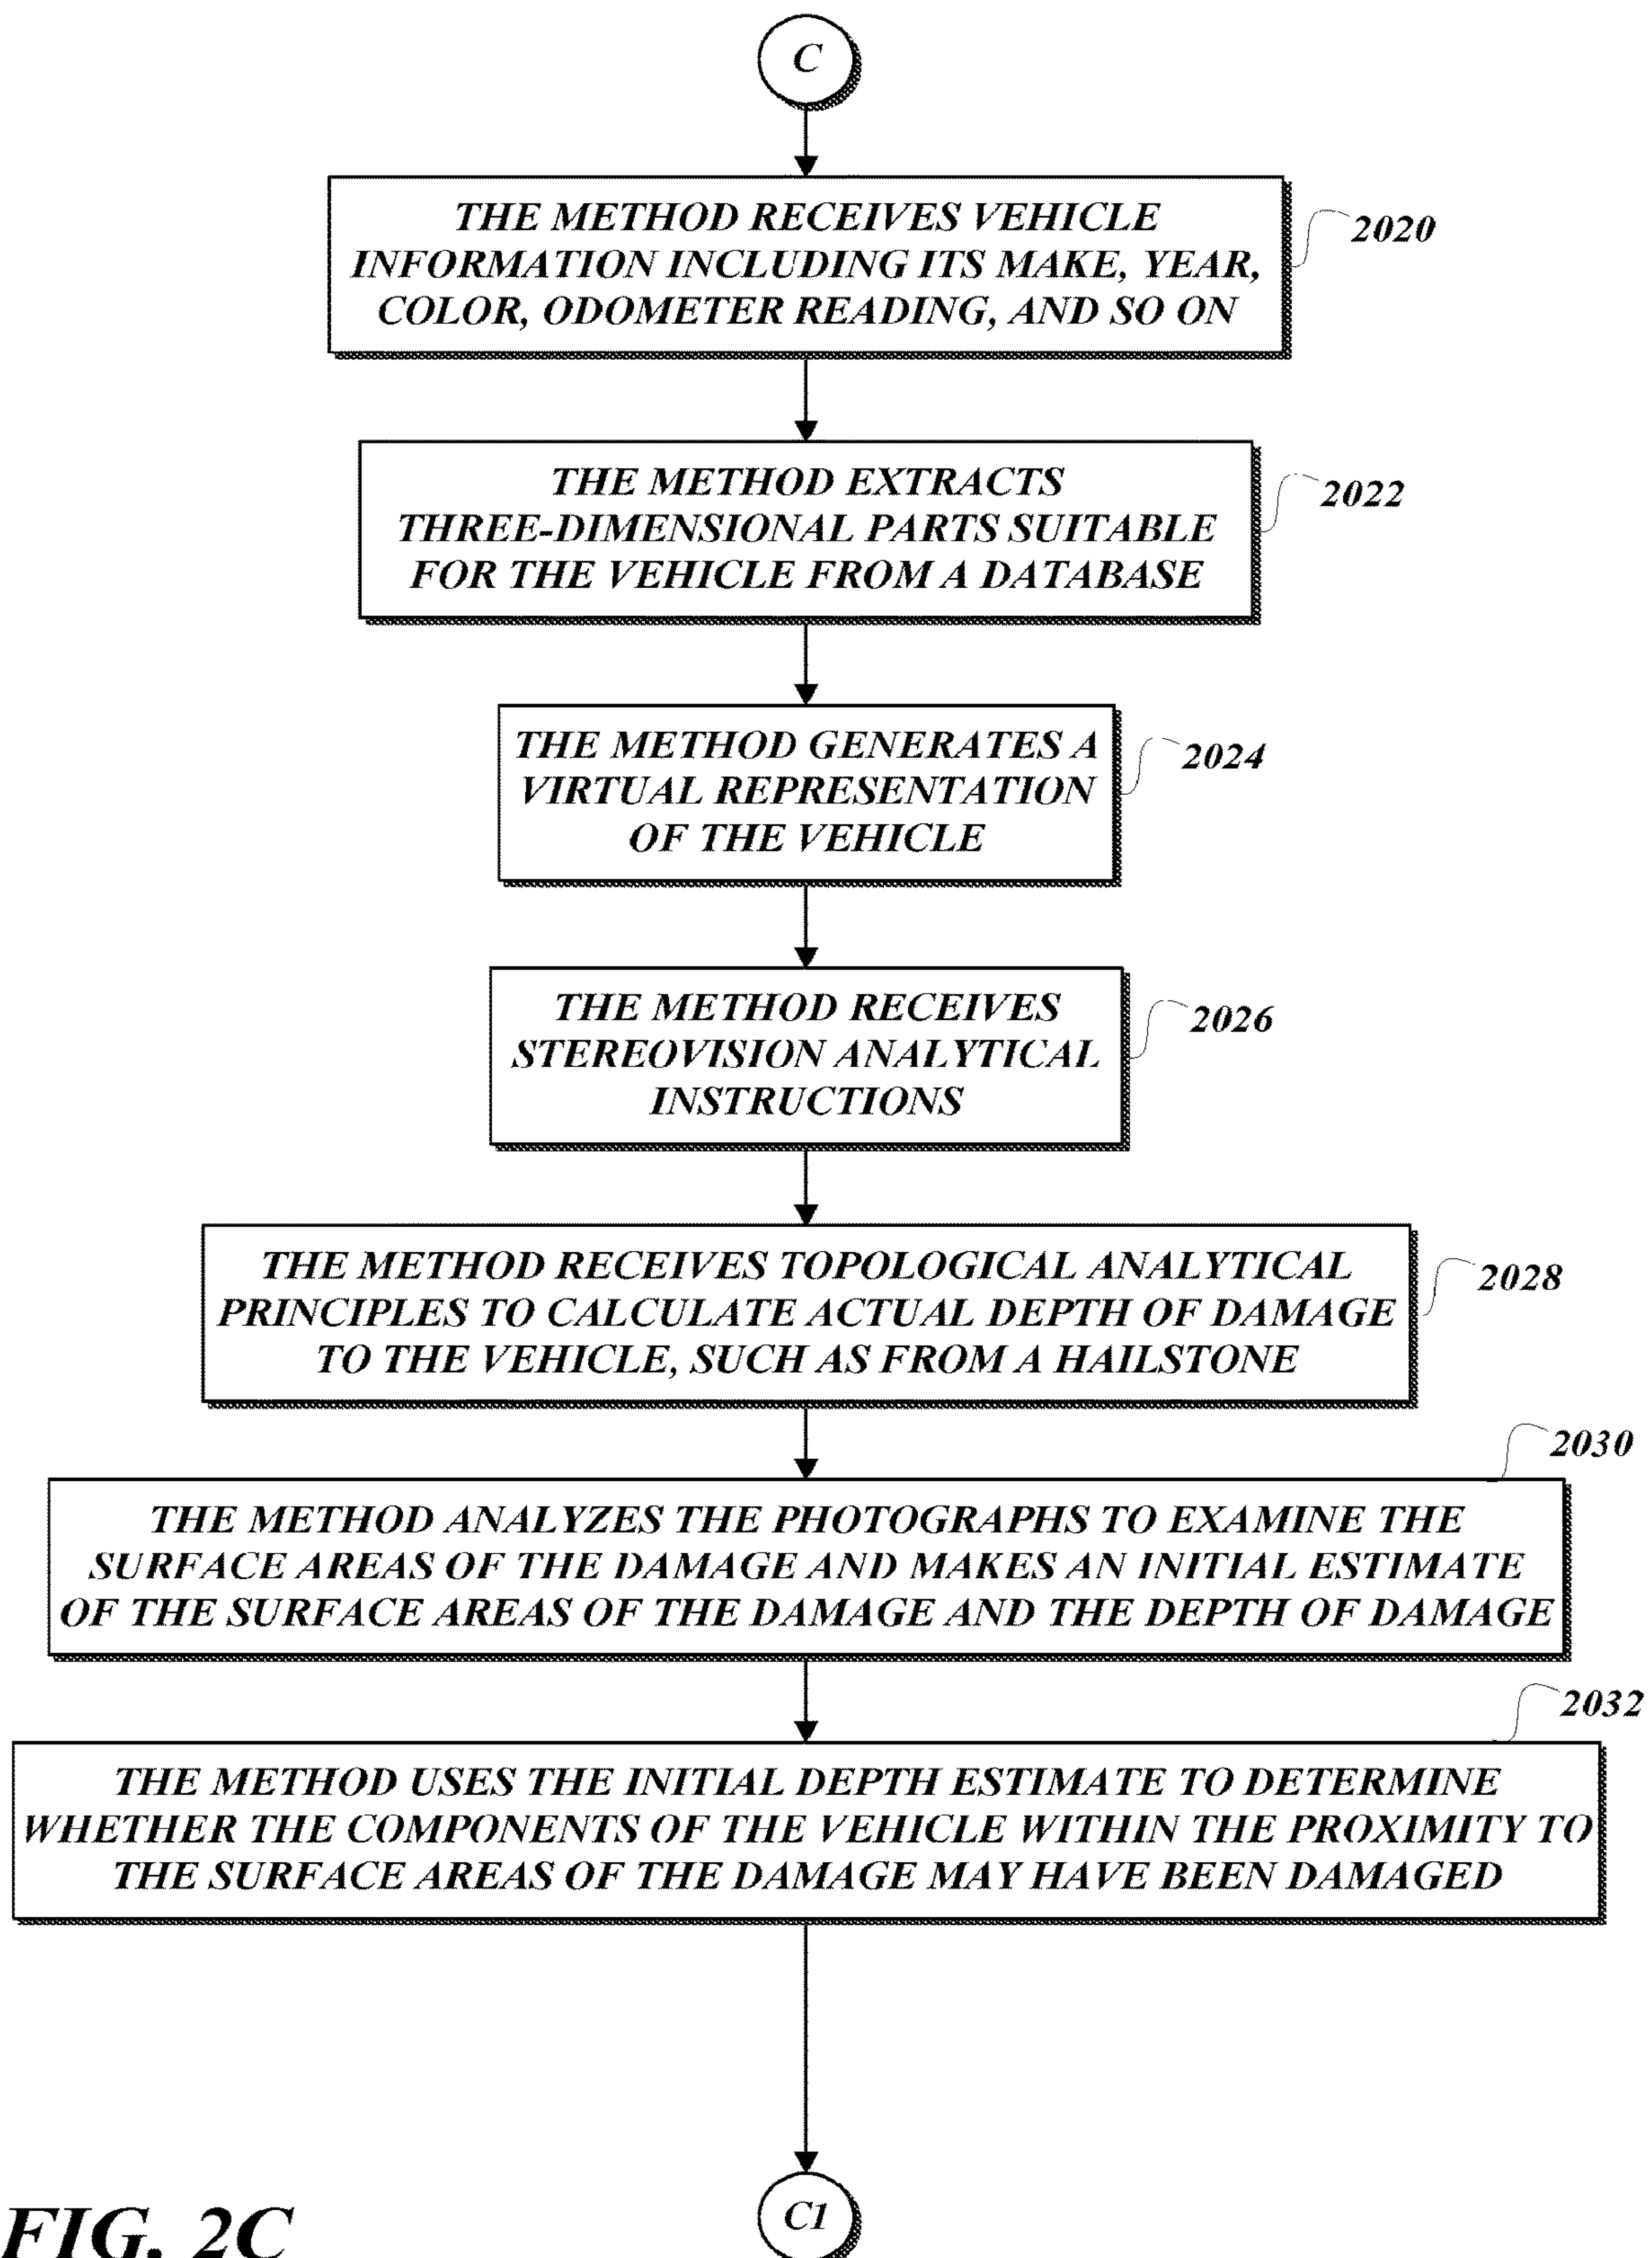 C
THE METHOD RECEIVES VEHICLE
INFORMATION INCLUDING ITS MAKE, YEAR,
COLOR, ODOMETER READING, AND SO ON
2020
THE METHOD EXTRACTS
THREE-DIMENSIONAL PARTS SUITABLE
FOR THE VEHICLE FROM A DATABASE
2022
THE METHOD GENERATES A
VIRTUAL REPRESENTATION
OF THE VEHICLE
2024
THE METHOD RECEIVES
STEREOVISION ANALYTICAL
INSTRUCTIONS
2026
THE METHOD RECEIVES TOPOLOGICAL ANALYTICAL
PRINCIPLES TO CALCULATE ACTUAL DEPTH OF DAMAGE
TO THE VEHICLE, SUCH AS FROM A HAILSTONE
2028
2030
THE METHOD ANALYZES THE PHOTOGRAPHS TO EXAMINE THE
SURFACE AREAS OF THE DAMAGE AND MAKES AN INITIAL ESTIMATE
OF THE SURFACE AREAS OF THE DAMAGE AND THE DEPTH OF DAMAGE
2032
THE METHOD USES THE INITIAL DEPTH ESTIMATE TO DETERMINE
WHETHER THE COMPONENTS OF THE VEHICLE WITHIN THE PROXIMITY TO
THE SURFACE AREAS OF THE DAMAGE MAY HAVE BEEN DAMAGED
C1
FIG. 2C